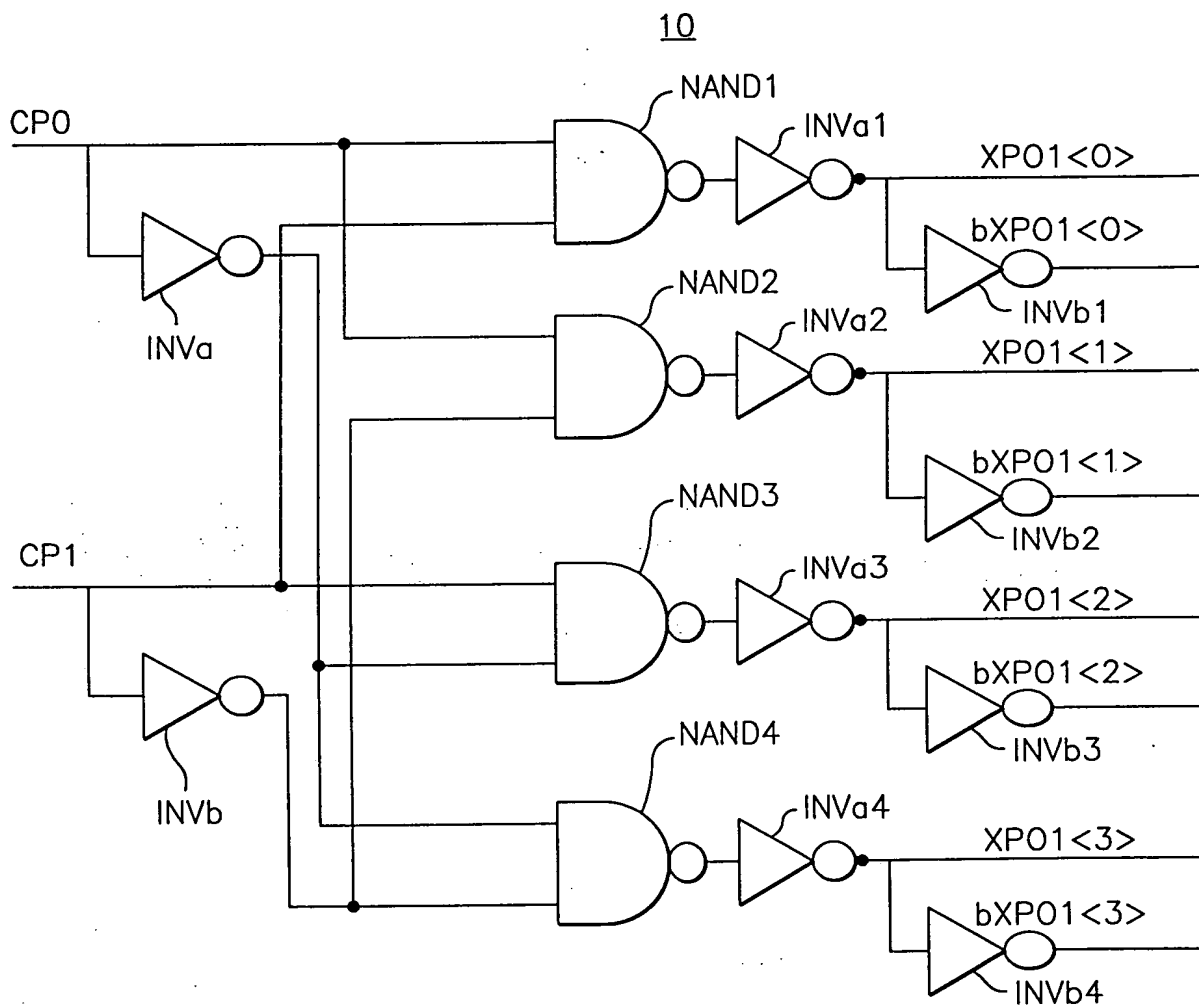 10
NAND1
CP0
INVa1
XP01<0>
bXP01<0>
INVa
NAND2
INVb1
INVa2
XP01<1>
bXP01<1>
NAND3
INVb2
CP1
INVa3
XP01<2>
bXP01<2>
NAND4
INVb3
INVb
INVa4
XP01<3>
bXP01<3>
INVb4